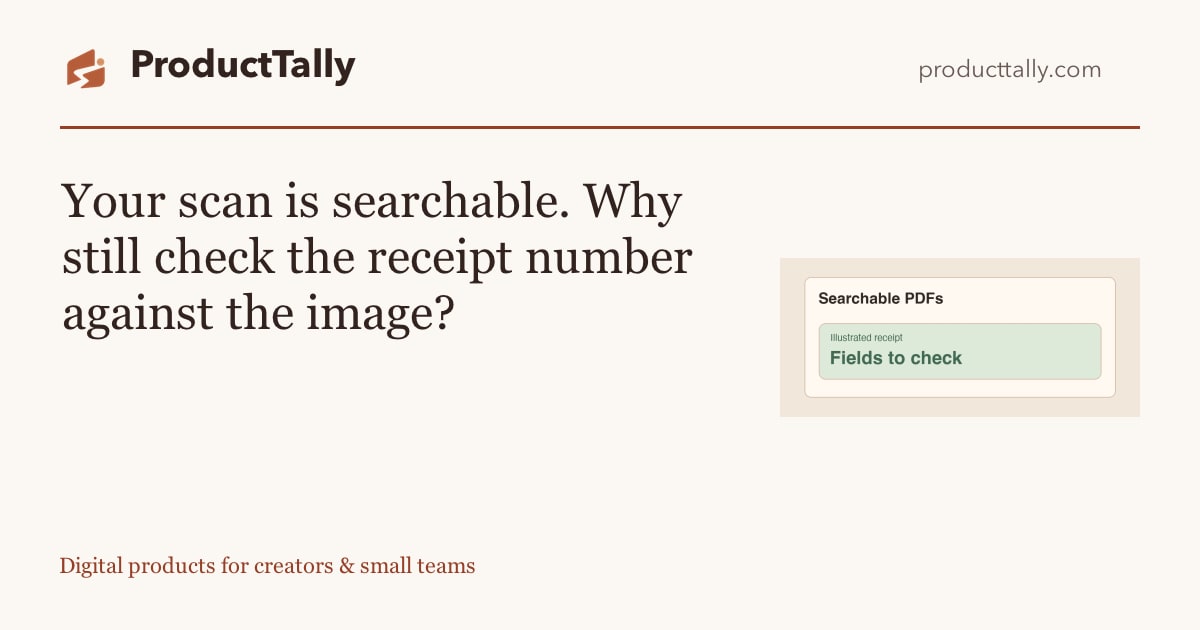 ProductTally
producttally.com
Your scan is searchable. Why
still check the receipt number
against the image?
Searchable PDFs
Illustrated receipt
Fields to check
Digital products for creators & small teams